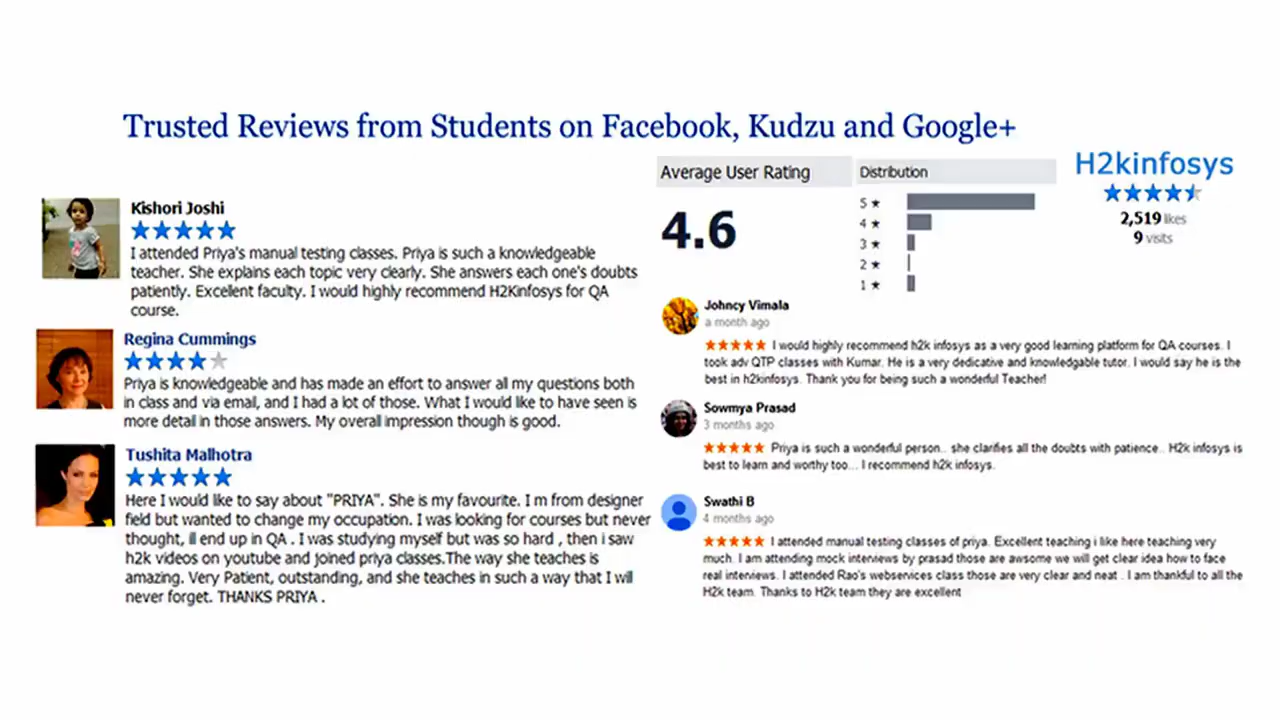 Trusted Reviews from Students on Facebook, Kudzu and Google+
Kishori Joshi
I attended Priya's manual testing classes. Priya is such a knowledgeable
teacher. She explains each topic very clearly. She answers each one's doubts
patiently. Excellent faculty. I would highly recommend H2Kinfosys for QA
course.
Regina Cummings
Priya is knowledgeable and has made an effort to answer all my questions both
in class and via email, and I had a lot of those. What I would like to have seen is
more detail in those answers. My overall impression though is good.
Tushita Malhotra
Here I would like to say about "PRIYA". She is my favourite. I m from designer
field but wanted to change my occupation. I was looking for courses but never
thought, ill end up in QA . I was studying myself but was so hard , then i saw
h2k videos on youtube and joined priya classes.The way she teaches is
amazing. Very Patient, outstanding, and she teaches in such a way that I will
never forget. THANKS PRIYA .
Average User Rating
4.6
Distribution
5 ★
4 ★
3 ★
2 ★
1 ★
H2kinfosys
2,519 likes
9 visits
Johncy Vimala
a month ago
I would highly recommend h2k infosys as a very good learning platform for QA courses. I
took adv QTP classes with Kumar. He is a very dedicative and knowledgable tutor. I would say he is the
best in h2kinfosys. Thank you for being such a wonderful Teacher!
Sowmya Prasad
3 months ago
Priya is such a wonderful person.. she clarifies all the doubts with patience.. H2k infosys is
best to learn and worthy too... I recommend h2k infosys.
Swathi B
4 months ago
I attended manual testing classes of priya. Excellent teaching i like here teaching very
much. I am attending mock interviews by prasad those are awsome we will get clear idea how to face
real interviews. I attended Rao's webservices class those are very clear and neat . I am thankful to all the
H2k team. Thanks to H2k team they are excellent